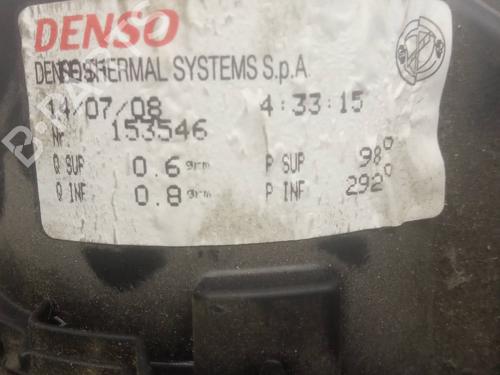 DENSO
DENSO THERMAL SYSTEMS S.p.A.
14/07/08 4:33:15
Nr 153546
Q SUP 0.6 grm P SUP 98°
Q INF 0.8 grm P INF 292°